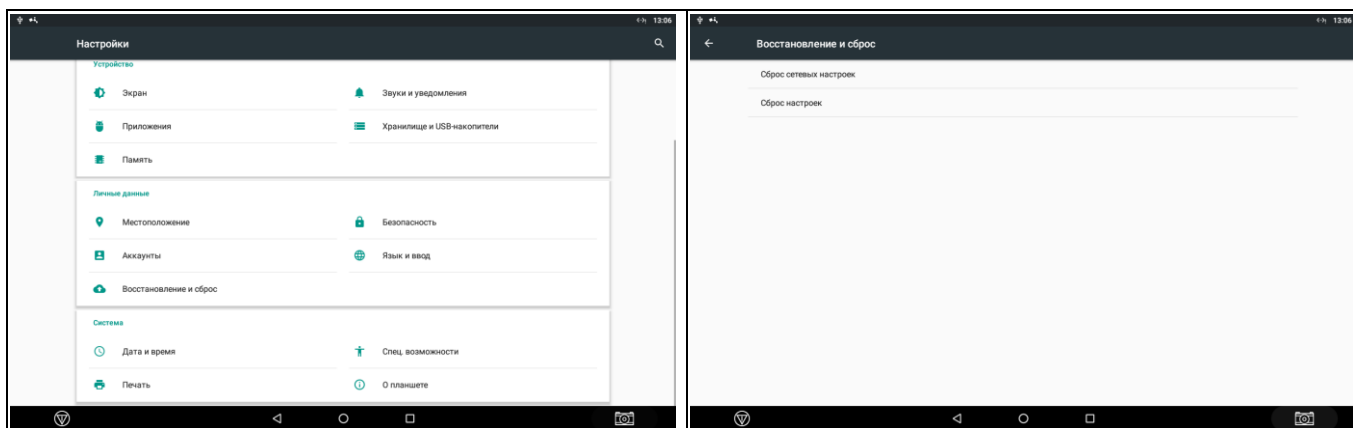 13:06
Настройки
Устройство
Экран
Звуки и уведомления
Приложения
Хранилище и USB-накопители
Память
Личные данные
Местоположение
Безопасность
Аккаунты
Язык и ввод
Восстановление и сброс
Система
Дата и время
Спец. возможности
Печать
О планшете
13:06
Восстановление и сброс
Сброс сетевых настроек
Сброс настроек